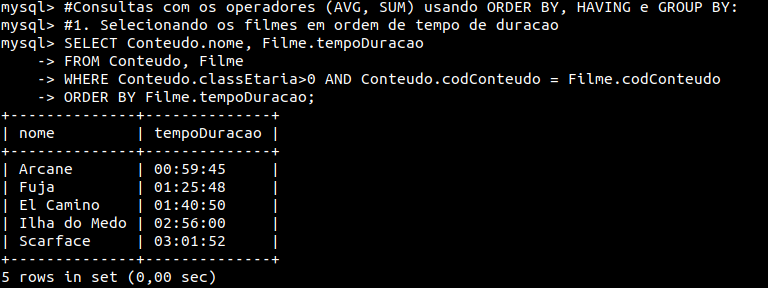 mysql> #Consultas com os operadores (AVG, SUM) usando ORDER BY, HAVING e GROUP BY:
mysql> #1. Selecionando os filmes em ordem de tempo de duracao
mysql> SELECT Conteudo.nome, Filme.tempoDuracao
    -> FROM Conteudo, Filme
    -> WHERE Conteudo.classEtaria>0 AND Conteudo.codConteudo = Filme.codConteudo
    -> ORDER BY Filme.tempoDuracao;
+--------------+--------------+
| nome         | tempoDuracao |
+--------------+--------------+
| Arcane       | 00:59:45     |
| Fuja         | 01:25:48     |
| El Camino    | 01:40:50     |
| Ilha do Medo | 02:56:00     |
| Scarface     | 03:01:52     |
+--------------+--------------+
5 rows in set (0,00 sec)